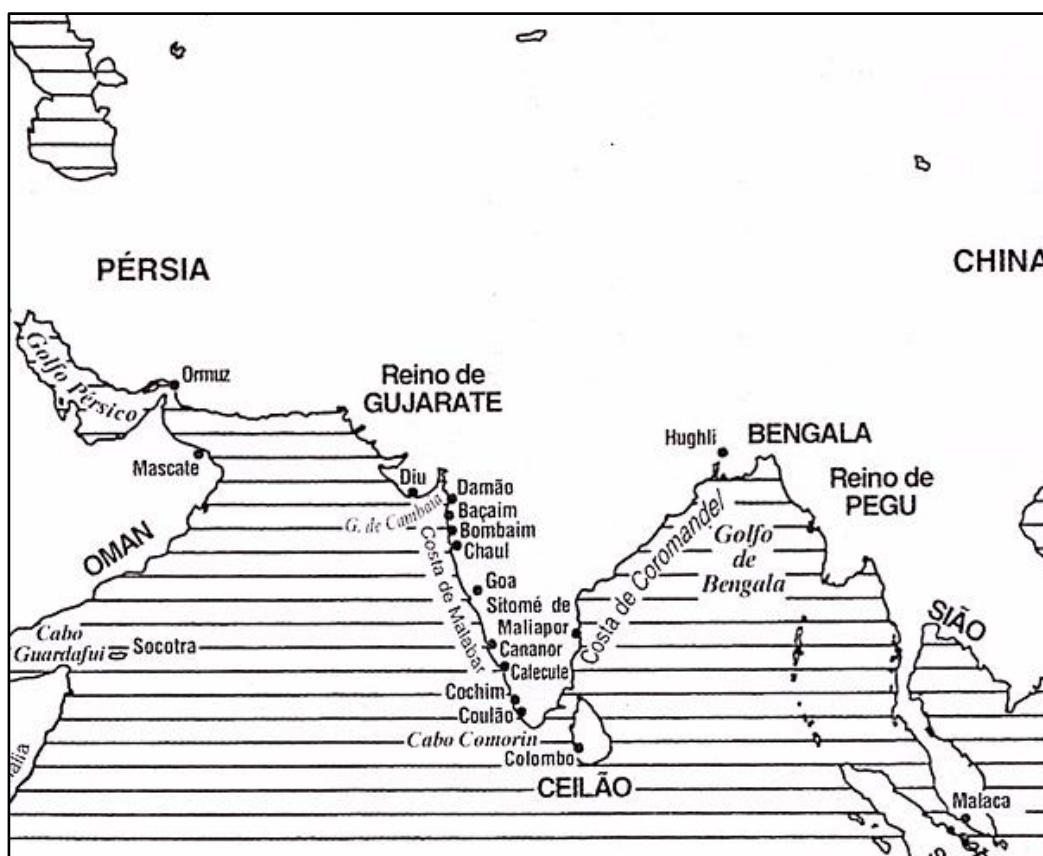 PÉRSIA
CHINA
Golfo Pérsico
Ormuz
Reino de
GUJARATE
Mascate
Hughli
BENGALA
Diu
Damão
Reino de
PEGU
G. de Cambaia
Baçaim
Bombaim
Chaul
Golfo
de
Bengala
OMAN
Costa de Malabar
Costa de Coromandel
Goa
Sitomé de
Maliapor
SIÃO
Cabo
Guardafui
Socotra
Cananor
Calecule
Cochim
Coulão
Cabo Comorin
Colombo
CEILÃO
Malaca